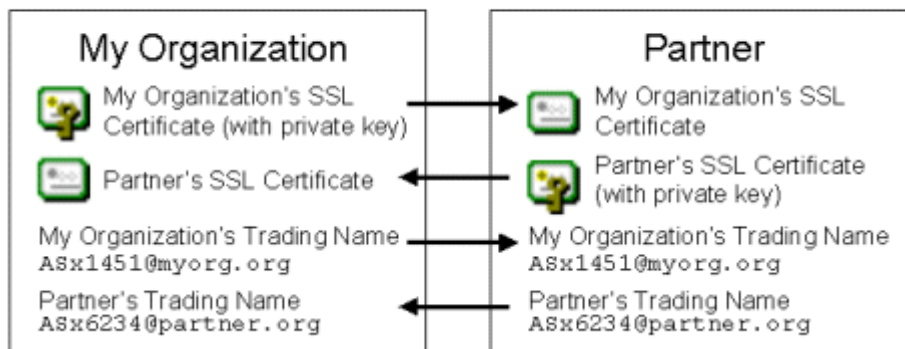 My Organization
My Organization's SSL
Certificate (with private key)
Partner's SSL Certificate
My Organization's Trading Name
ASx1451@myorg.org
Partner's Trading Name
ASx6234@partner.org
Partner
My Organization's SSL
Certificate
Partner's SSL Certificate
(with private key)
My Organization's Trading Name
ASx1451@myorg.org
Partner's Trading Name
ASx6234@partner.org